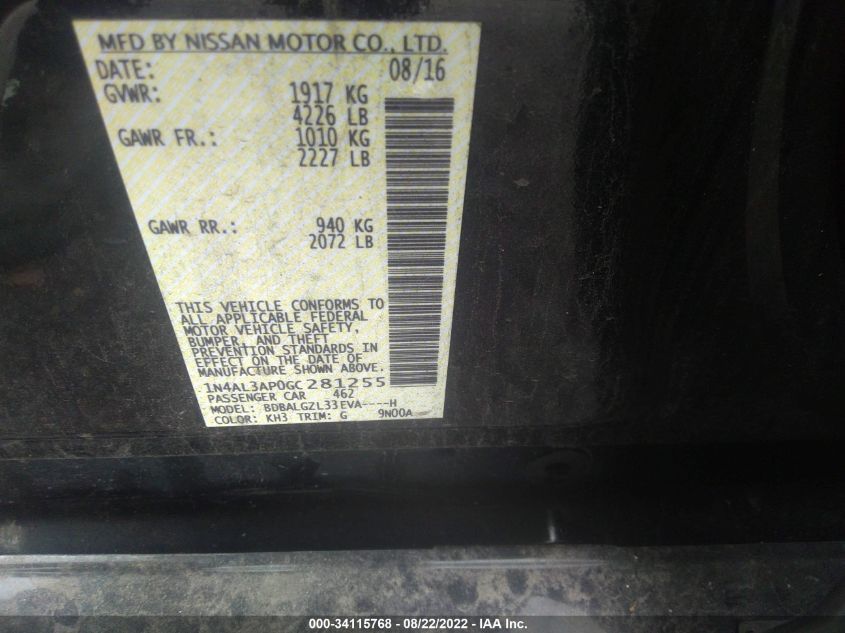 MFD BY NISSAN MOTOR CO., LTD.
DATE: 08/16
GVWR: 1917 KG
4226 LB
GAWR FR.: 1010 KG
2227 LB
GAWR RR.: 940 KG
2072 LB
THIS VEHICLE CONFORMS TO
ALL APPLICABLE FEDERAL
MOTOR VEHICLE SAFETY,
BUMPER, AND THEFT
PREVENTION STANDARDS IN
EFFECT ON THE DATE OF
MANUFACTURE SHOWN ABOVE.
1N4AL3AP0GC281255
PASSENGER CAR 462
MODEL: BDBALGZL33EVA----H
COLOR: KH3 TRIM: G 9N00A
000-34115768 - 08/22/2022 - IAA Inc.